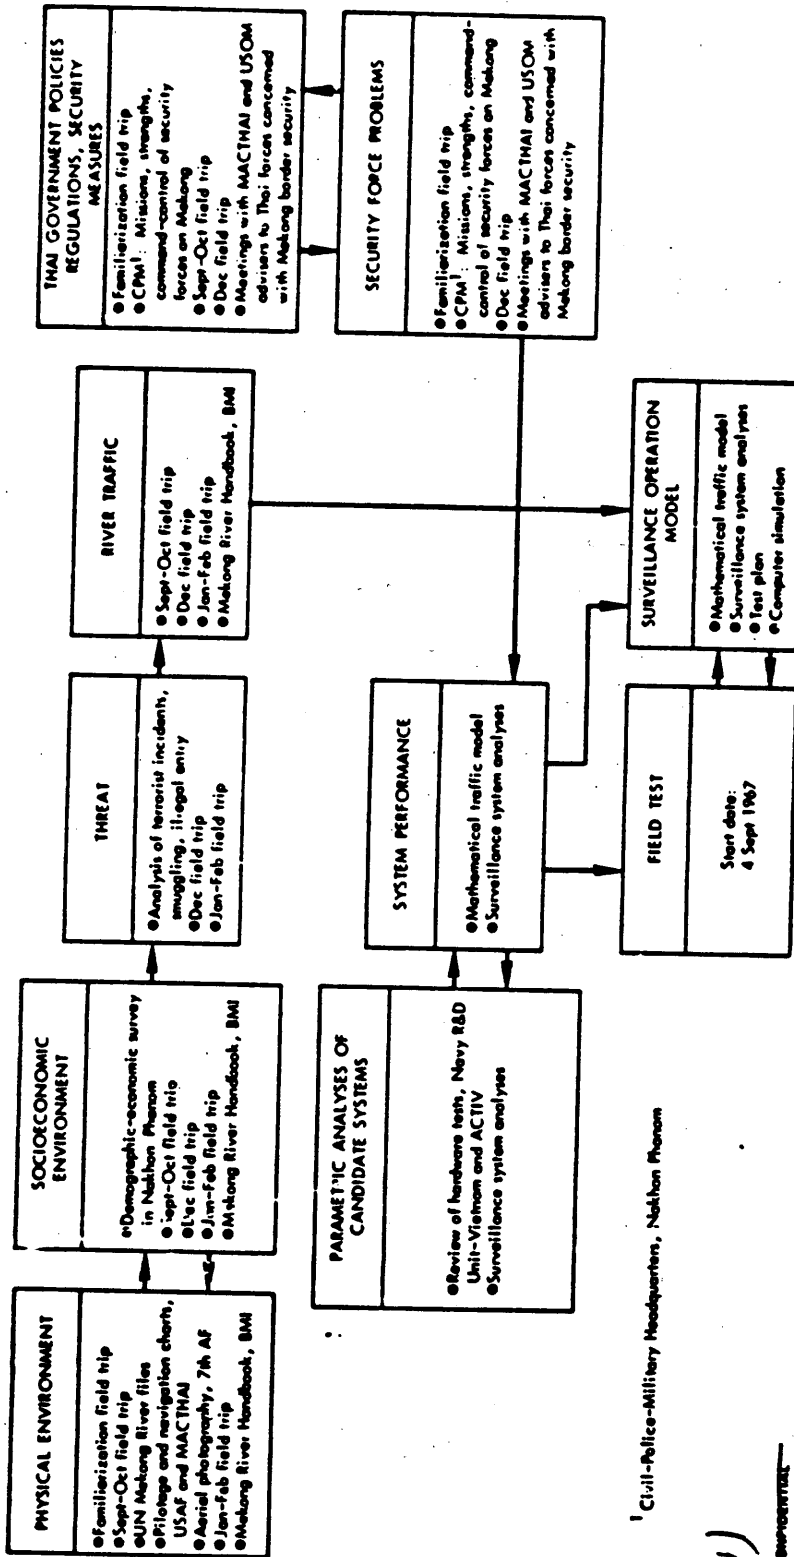 PHYSICAL ENVIRONMENT
●Familierization field trip
●Sept-Oct field trip
●UN Mekong River files
●Pilotage and navigation charts,
USAF and MACTHAI
●Aerial photography, 7th AF
●Jan-Feb field trip
●Mekong River Handbook, BMI
SOCIOECONOMIC
ENVIRONMENT
●Demographic-economic survey
in Nakhon Phanom
●Sept-Oct field trip
●Dec field trip
●Jan-Feb field trip
●Mekong River Handbook, BMI
THREAT
●Analysis of terrorist incidents,
smuggling, illegal entry
●Dec field trip
●Jan-Feb field trip
RIVER TRAFFIC
●Sept-Oct field trip
●Dec field trip
●Jan-Feb field trip
●Mekong River Handbook, BMI
THAI GOVERNMENT POLICIES
REGULATIONS, SECURITY
MEASURES
●Familierization field trip
●CPM¹: Missions, strengths,
command-control of security
forces on Mekong
●Sept-Oct field trip
●Dec field trip
●Meetings with MACTHAI and USOM
advisers to Thai forces concerned
with Mekong border security
SECURITY FORCE PROBLEMS
●Familierization field trip
●CPM¹: Missions, strengths, command-
control of security forces on Mekong
●Dec field trip
●Meetings with MACTHAI and USOM
advisers to Thai forces concerned with
Mekong border security
PARAMETRIC ANALYSES OF
CANDIDATE SYSTEMS
●Review of hardware tests, Navy R&D
Unit-Vietnam and ACTIV
●Surveillance system analyses
SYSTEM PERFORMANCE
●Mathematical traffic model
●Surveillance system analyses
FIELD TEST
Start date:
4 Sept 1967
SURVEILLANCE OPERATION
MODEL
●Mathematical traffic model
●Surveillance system analyses
●Test plan
●Computer simulation
¹Civil-Police-Military Headquarters, Nakhon Phanom